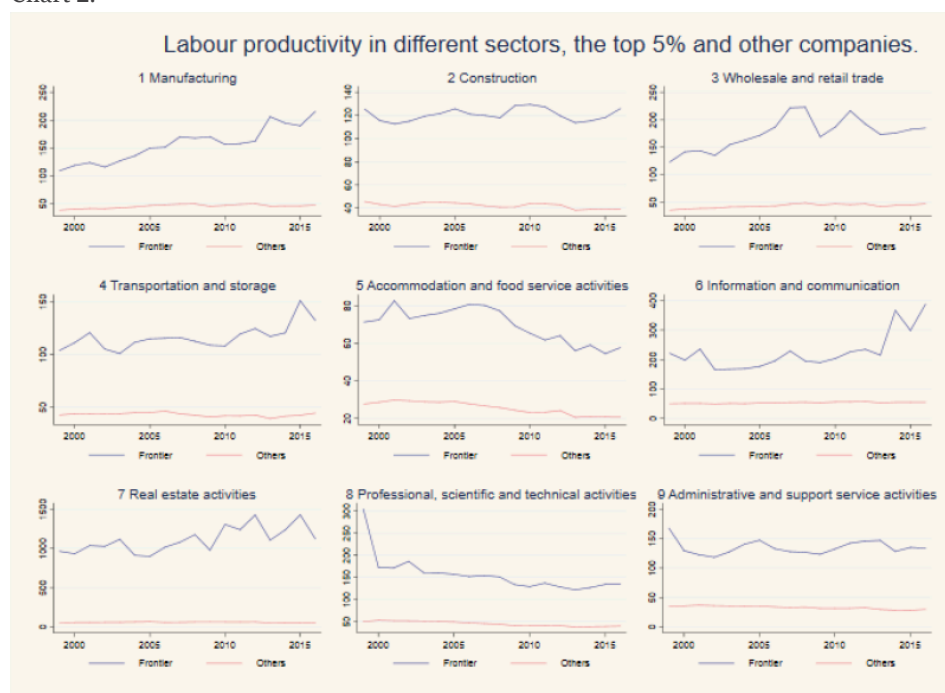 Chart 2.
Labour productivity in different sectors, the top 5% and other companies.
1 Manufacturing
250
200
150
100
50
2000 2005 2010 2015
Frontier Others
2 Construction
140
120
100
80
60
40
2000 2005 2010 2015
Frontier Others
3 Wholesale and retail trade
250
200
150
100
50
2000 2005 2010 2015
Frontier Others
4 Transportation and storage
150
100
50
2000 2005 2010 2015
Frontier Others
5 Accommodation and food service activities
80
60
40
20
2000 2005 2010 2015
Frontier Others
6 Information and communication
400
300
200
100
0
2000 2005 2010 2015
Frontier Others
7 Real estate activities
1500
1000
500
0
2000 2005 2010 2015
Frontier Others
8 Professional, scientific and technical activities
300
250
200
150
100
50
2000 2005 2010 2015
Frontier Others
9 Administrative and support service activities
200
150
100
50
0
2000 2005 2010 2015
Frontier Others